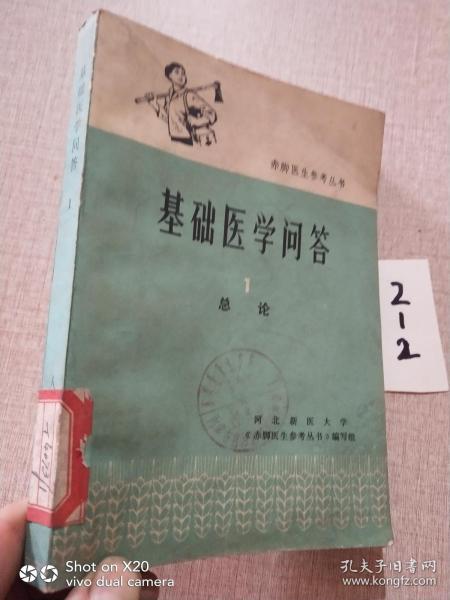 赤脚医生参考丛书
基础医学问答
1
总论
河北新医大学
《赤脚医生参考丛书》编写组
基础医学问答 1
人
2-2
Shot on X20
vivo dual camera
孔夫子旧书网
www.kongfz.com